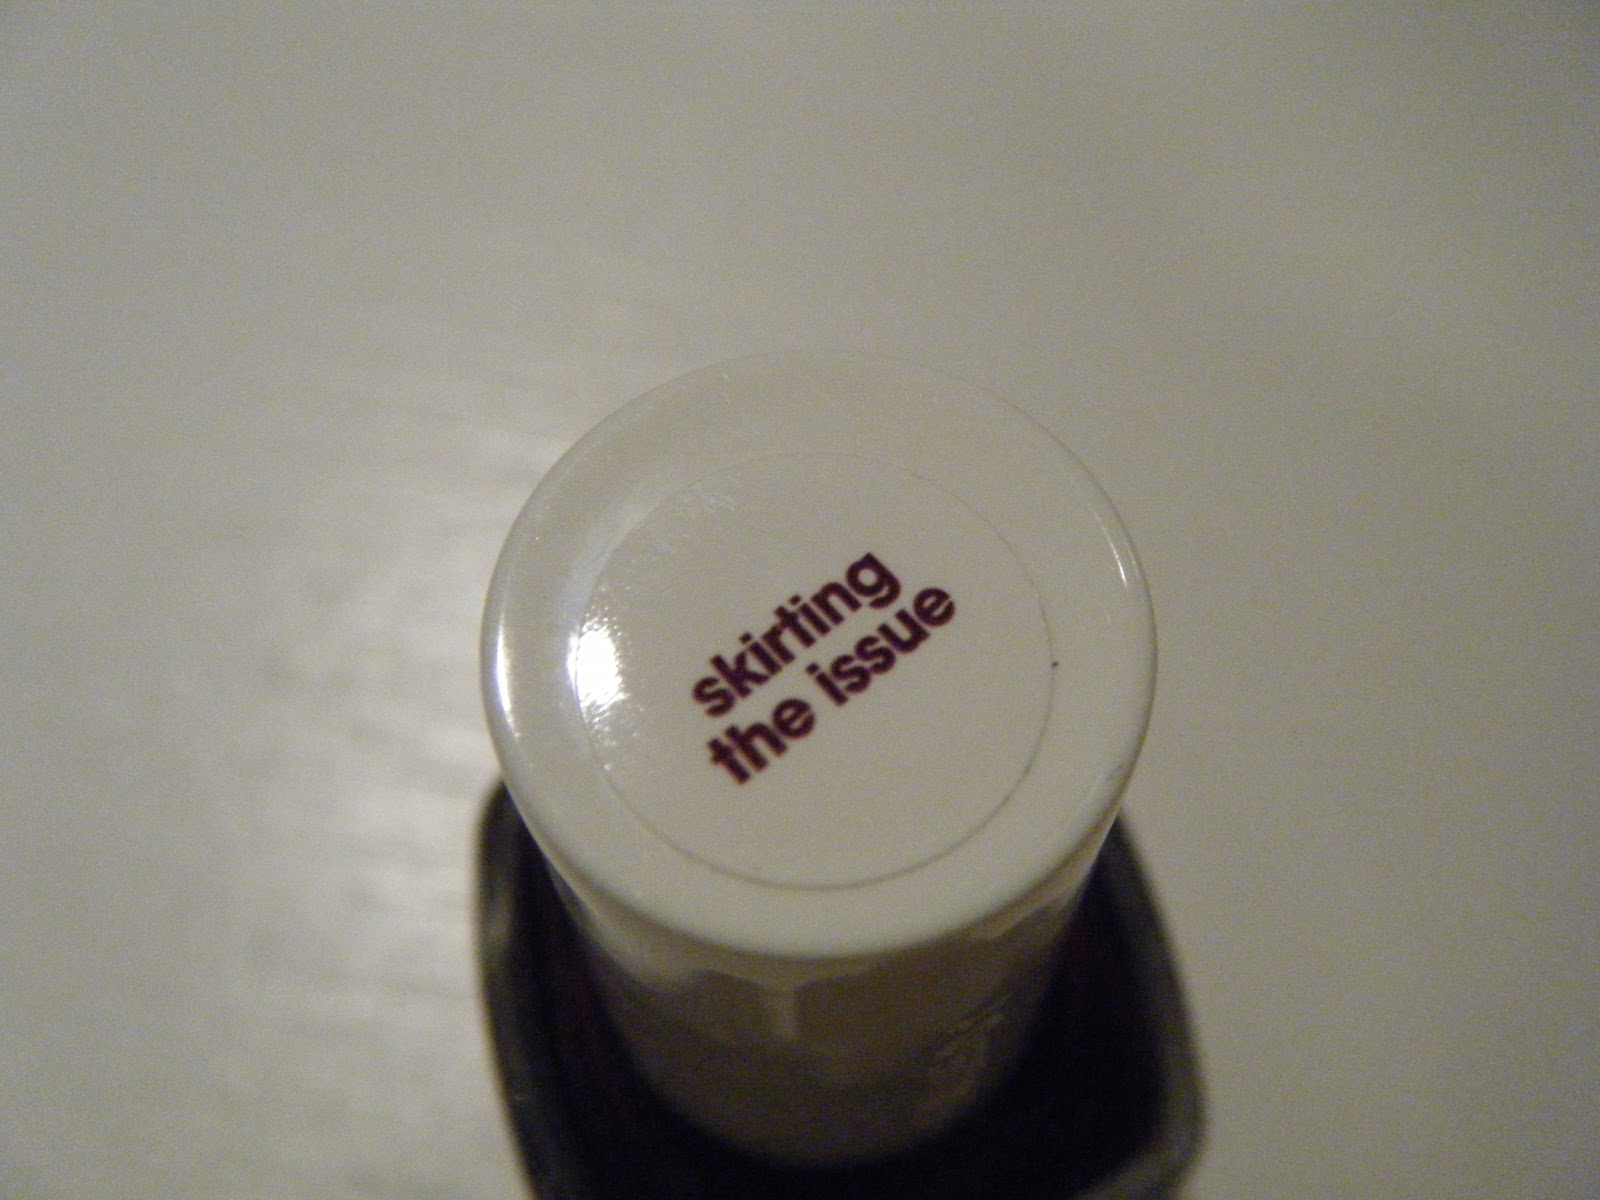 skirting
the issue